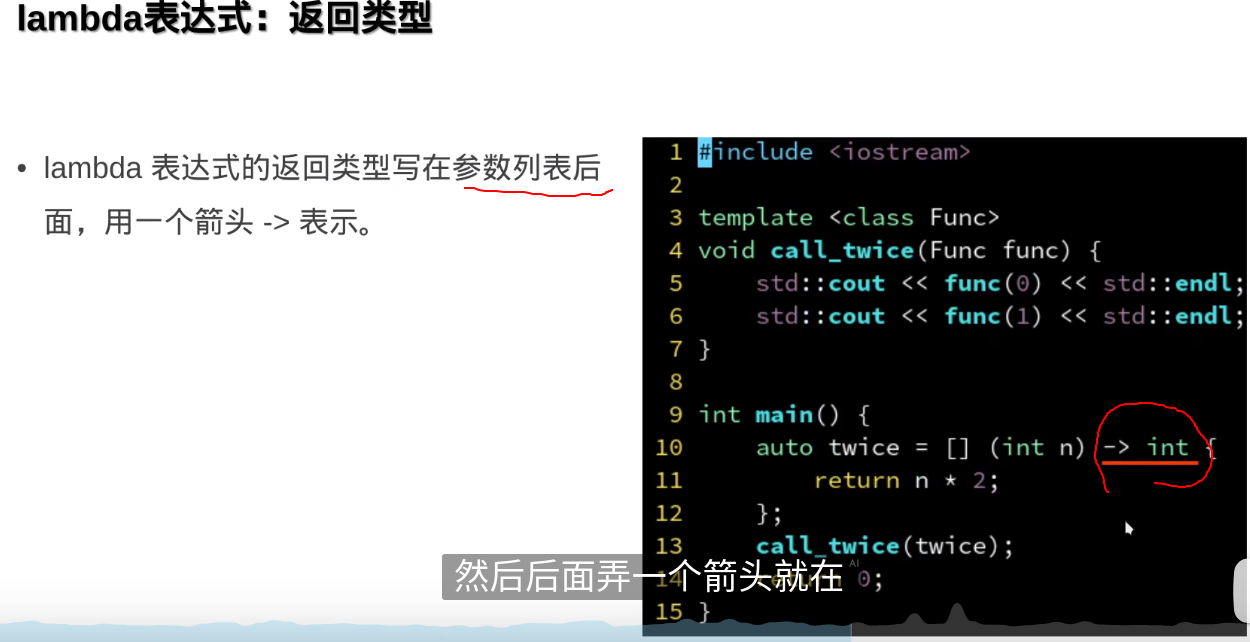 lambda表达式：返回类型
• lambda 表达式的返回类型写在参数列表后
面，用一个箭头 -> 表示。
1 #include <iostream>
2
3 template <class Func>
4 void call_twice(Func func) {
5     std::cout << func(0) << std::endl;
6     std::cout << func(1) << std::endl;
7 }
8
9 int main() {
10     auto twice = [] (int n) -> int {
11         return n * 2;
12     };
13     call_twice(twice);
14     return 0;
15 }
然后后面弄一个箭头就在
AI